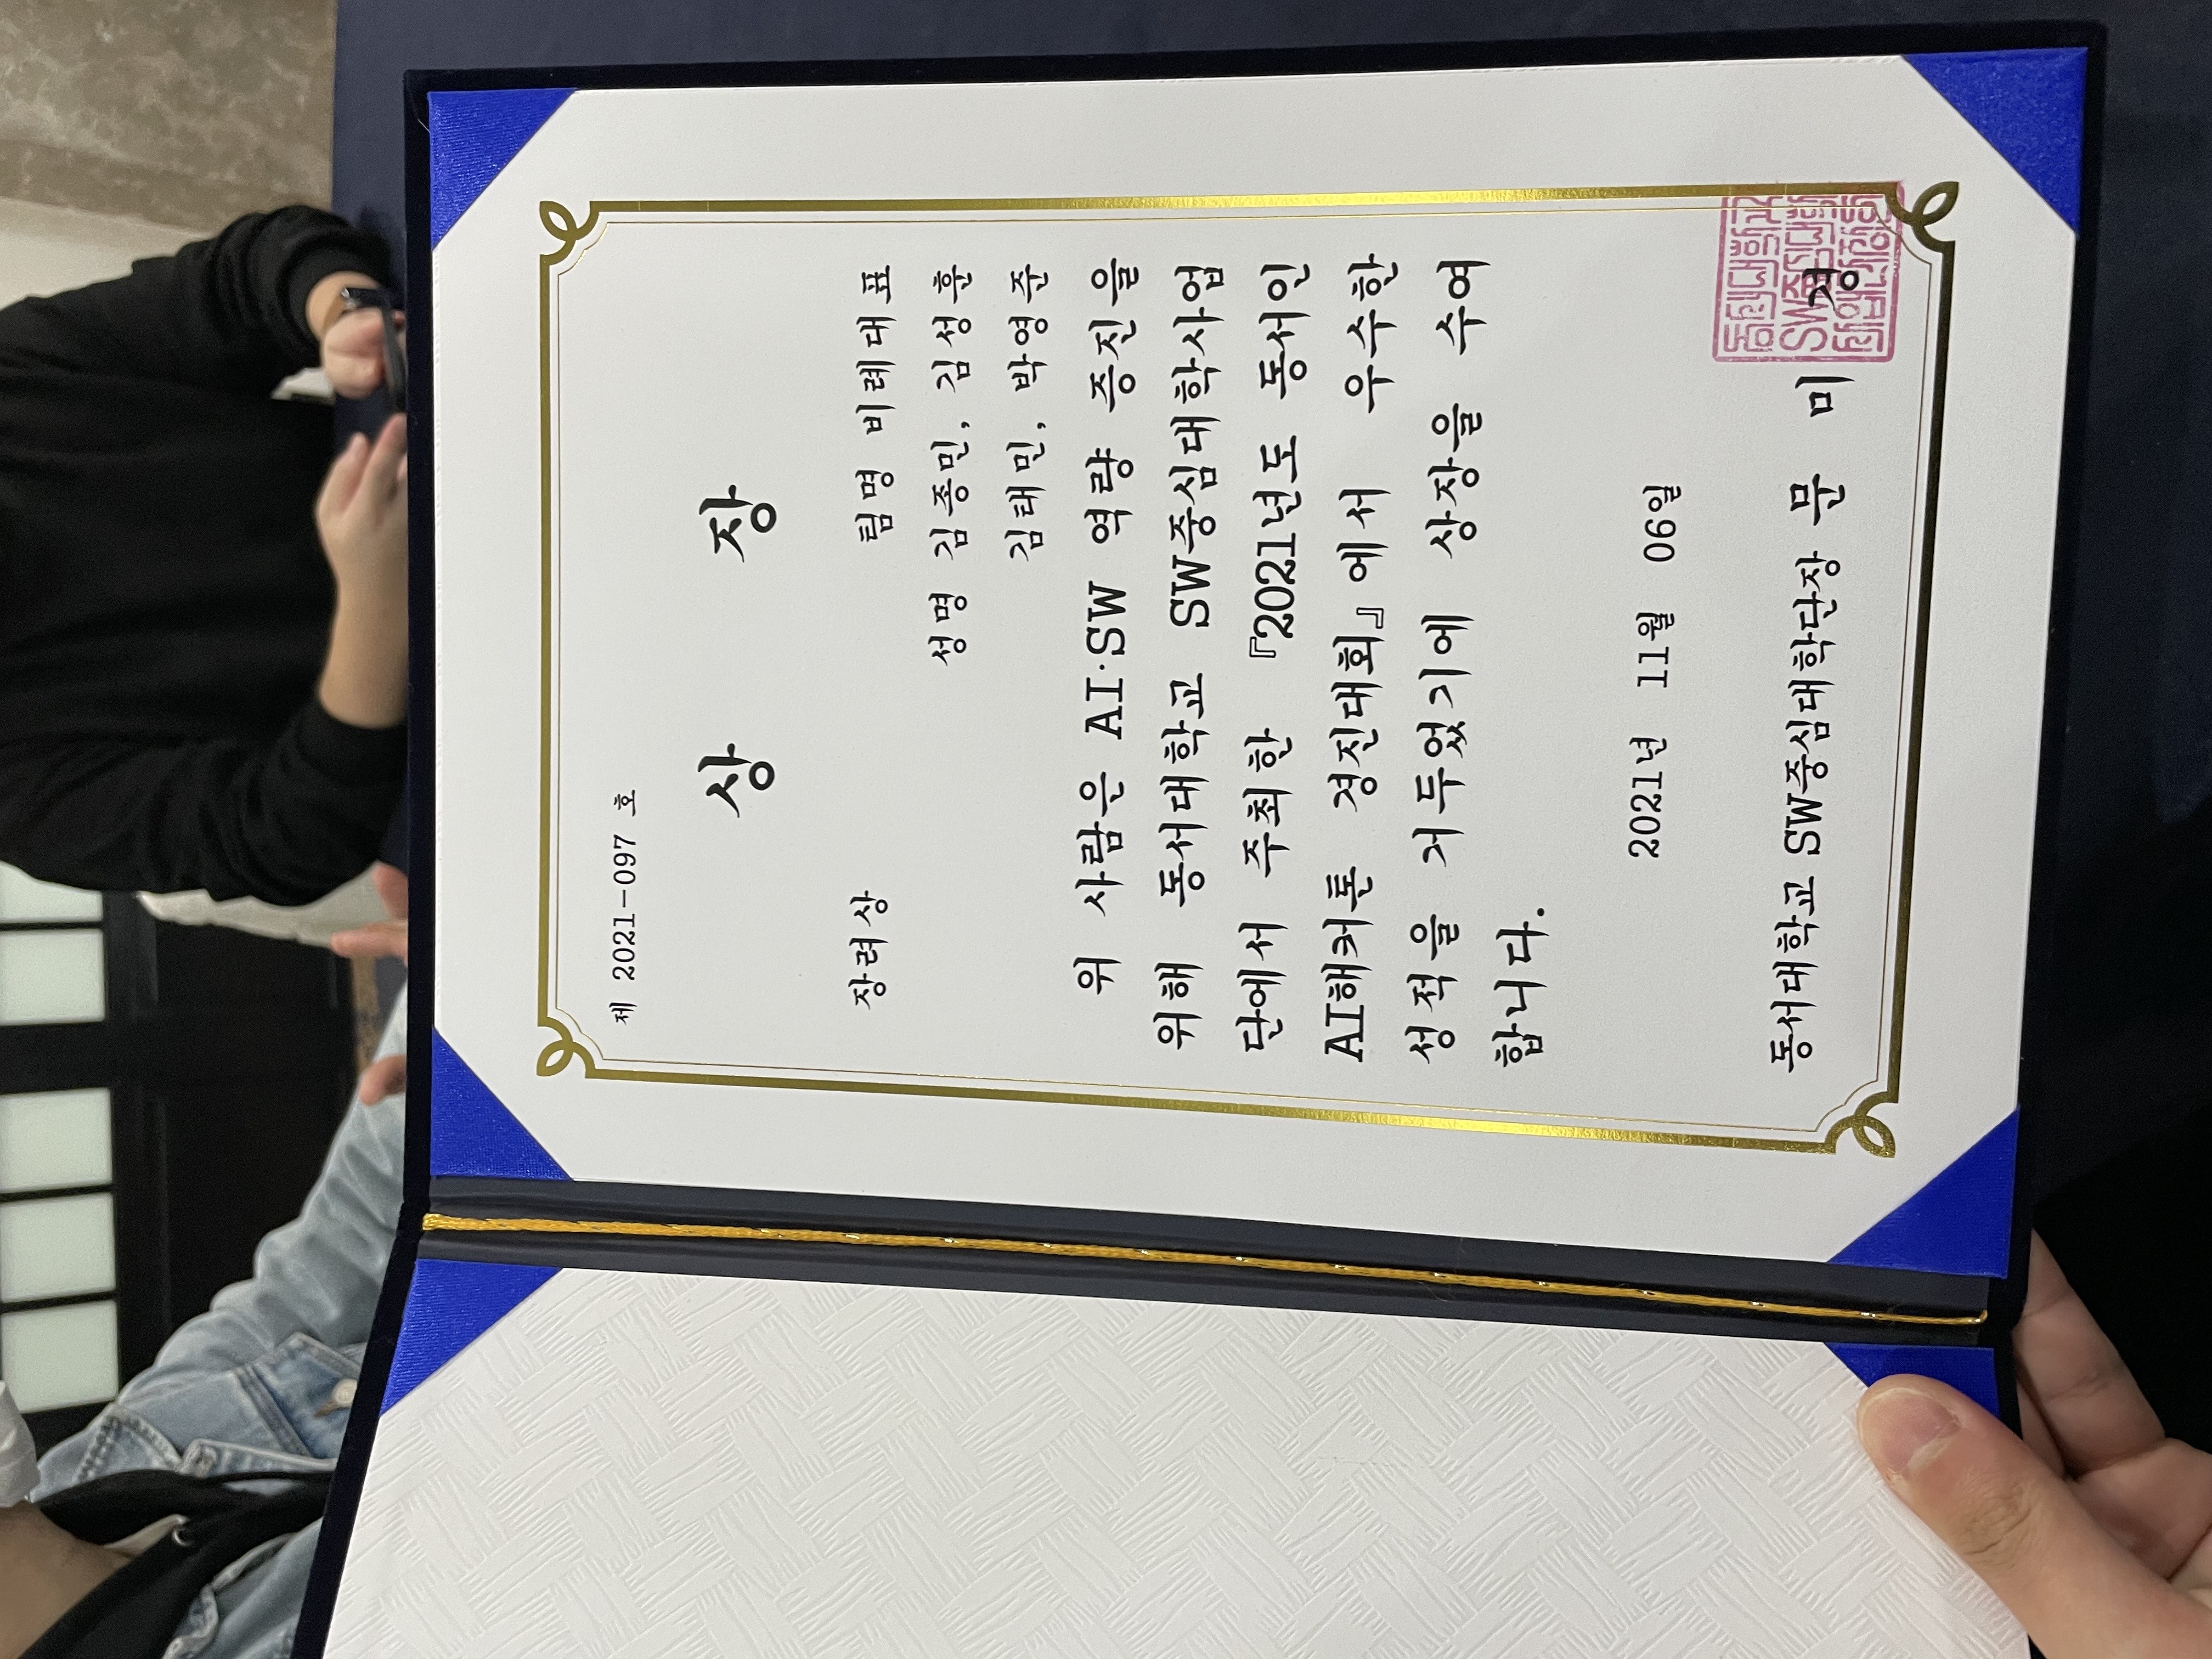 제 2021-097 호
상 장
장려상 팀명 비례대표
성명 김종민, 김성훈
김태민, 박영준
위 사람은 AI·SW 역량 증진을
위해 동서대학교 SW중심대학사업
단에서 주최한 『2021년도 동서인
AI해커톤 경진대회』에서 우수한
성적을 거두었기에 상장을 수여
합니다.
2021년 11월 06일
동서대학교 SW중심대학단장 문 미 경
동서대학교
SW중심대학
사업단장